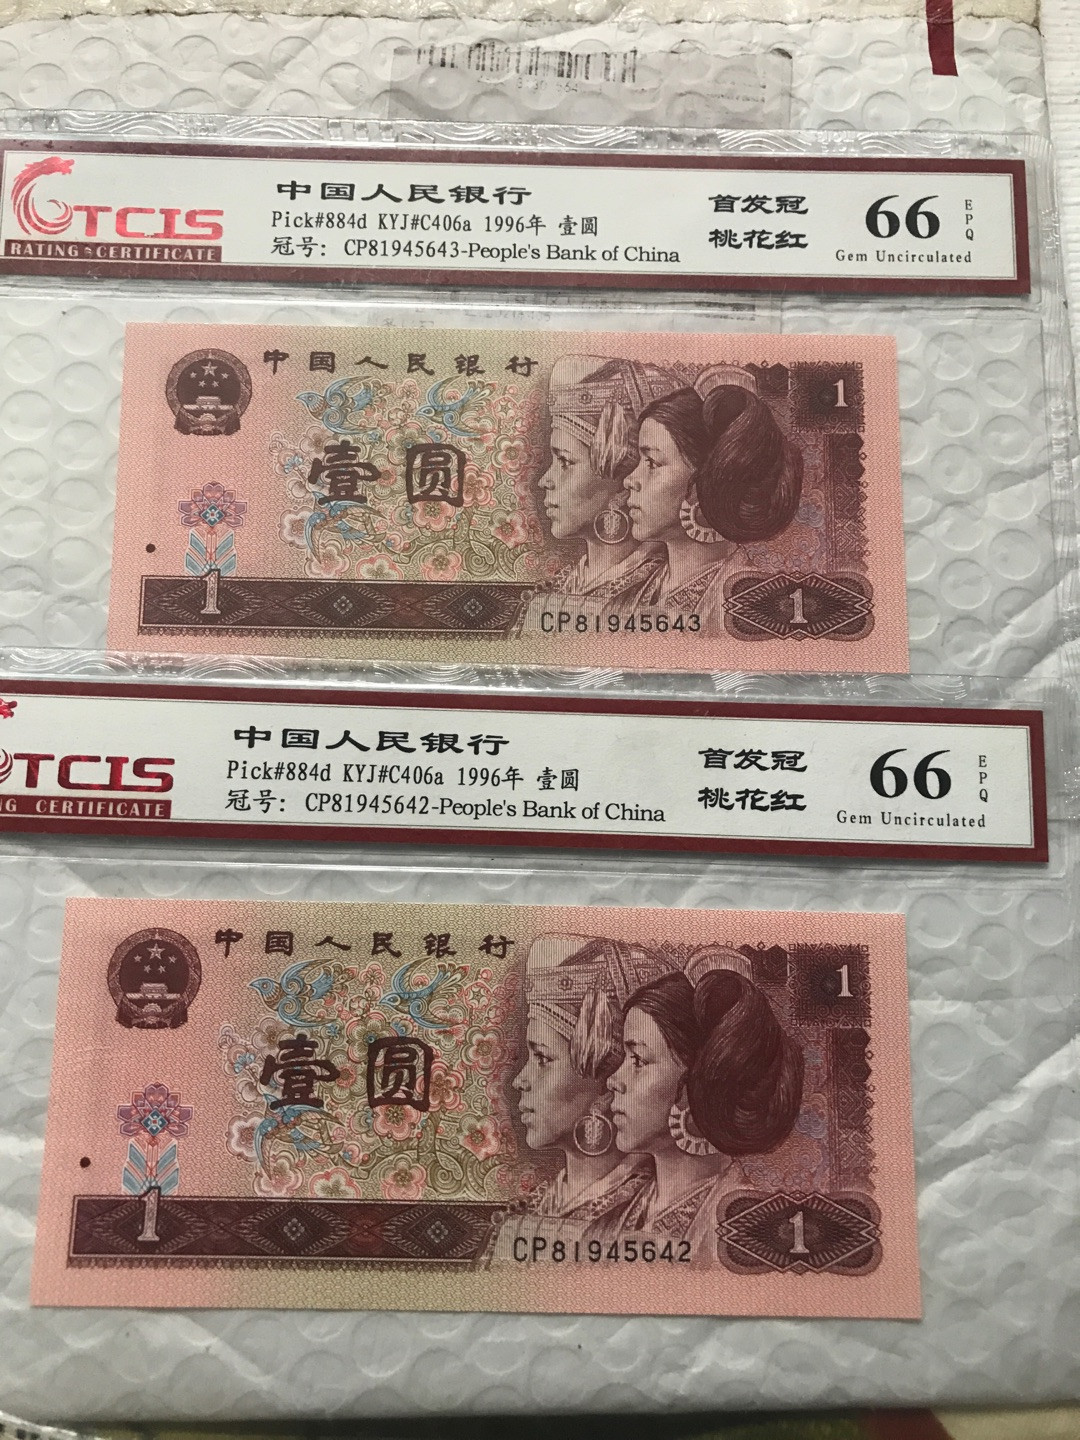 TCIS
RATING & CERTIFICATE
中国人民银行
Pick#884d KYJ#C406a 1996年 壹圆
冠号: CP81945643-People's Bank of China
首发冠
桃花红
66
EPQ
Gem Uncirculated
中国人民银行
1
壹圆
1
CP81945643
1
TCIS
NG CERTIFICATE
中国人民银行
Pick#884d KYJ#C406a 1996年 壹圆
冠号: CP81945642-People's Bank of China
首发冠
桃花红
66
EPQ
Gem Uncirculated
中国人民银行
1
壹圆
1
CP81945642
1